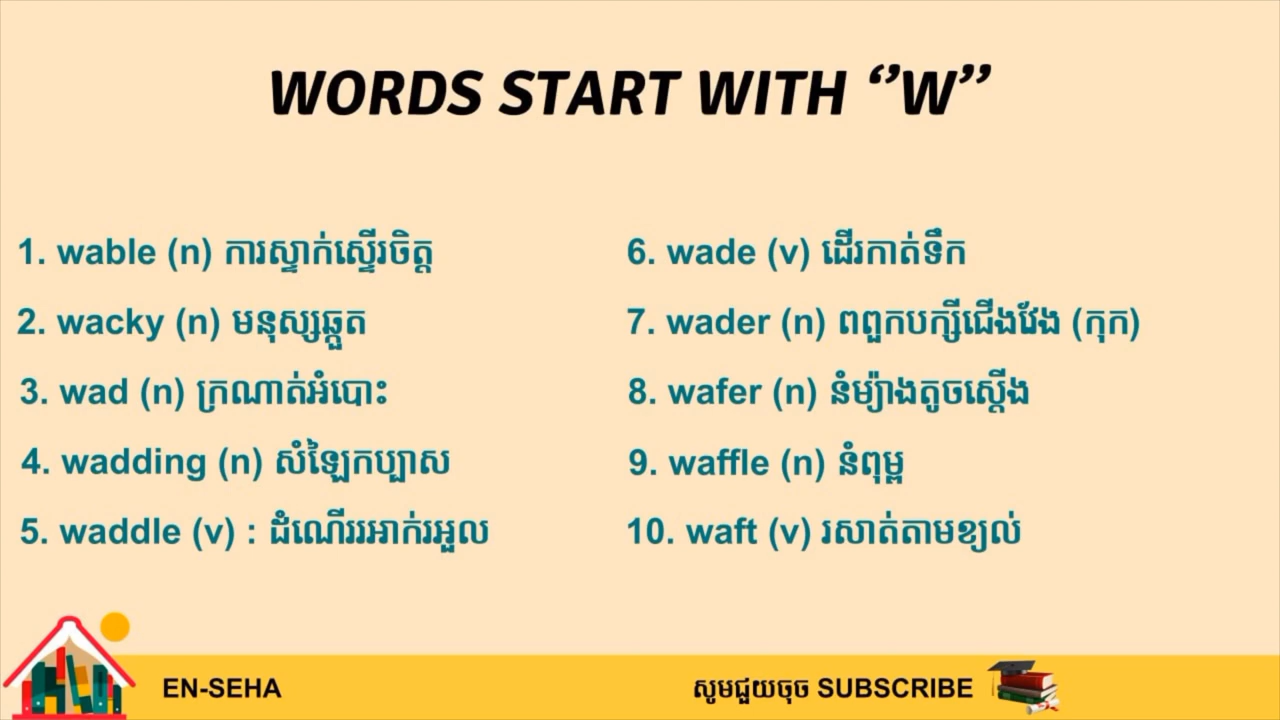 WORDS START WITH ‘’W’’
1. wable (n) ការស្ទាក់ស្ទើរចិត្ត
2. wacky (n) មនុស្សឆ្កួត
3. wad (n) ក្រណាត់អំបោះ
4. wadding (n) សំឡៃកប្បាស
5. waddle (v) : ដំណើររអាក់រអួល
6. wade (v) ដើរកាត់ទឹក
7. wader (n) ពពួកបក្សីជើងវែង (កុក)
8. wafer (n) នំម្យ៉ាងតូចស្ដើង
9. waffle (n) នំពុម្ព
10. waft (v) រសាត់តាមខ្យល់
EN-SEHA
សូមជួយចុច SUBSCRIBE